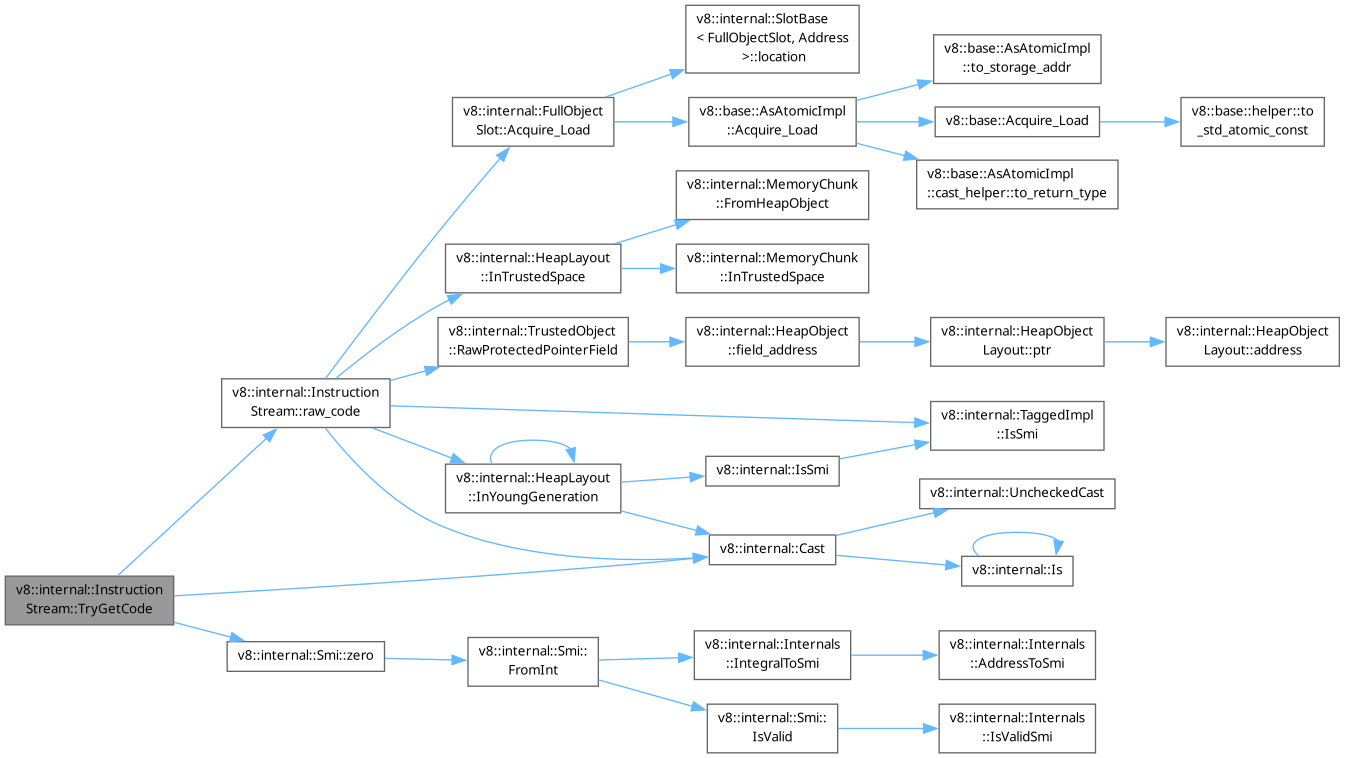 v8::internal::SlotBase
< FullObjectSlot, Address
>::location
v8::base::AsAtomicImpl
::to_storage_addr
v8::internal::FullObject
Slot::Acquire_Load
v8::base::AsAtomicImpl
::Acquire_Load
v8::base::Acquire_Load
v8::base::helper::to
_std_atomic_const
v8::base::AsAtomicImpl
::cast_helper::to_return_type
v8::internal::MemoryChunk
::FromHeapObject
v8::internal::HeapLayout
::InTrustedSpace
v8::internal::MemoryChunk
::InTrustedSpace
v8::internal::TrustedObject
::RawProtectedPointerField
v8::internal::HeapObject
::field_address
v8::internal::HeapObject
Layout::ptr
v8::internal::HeapObject
Layout::address
v8::internal::Instruction
Stream::raw_code
v8::internal::TaggedImpl
::IsSmi
v8::internal::HeapLayout
::InYoungGeneration
v8::internal::IsSmi
v8::internal::UncheckedCast
v8::internal::Cast
v8::internal::Is
v8::internal::Instruction
Stream::TryGetCode
v8::internal::Smi::zero
v8::internal::Smi::
FromInt
v8::internal::Internals
::IntegralToSmi
v8::internal::Internals
::AddressToSmi
v8::internal::Smi::
IsValid
v8::internal::Internals
::IsValidSmi